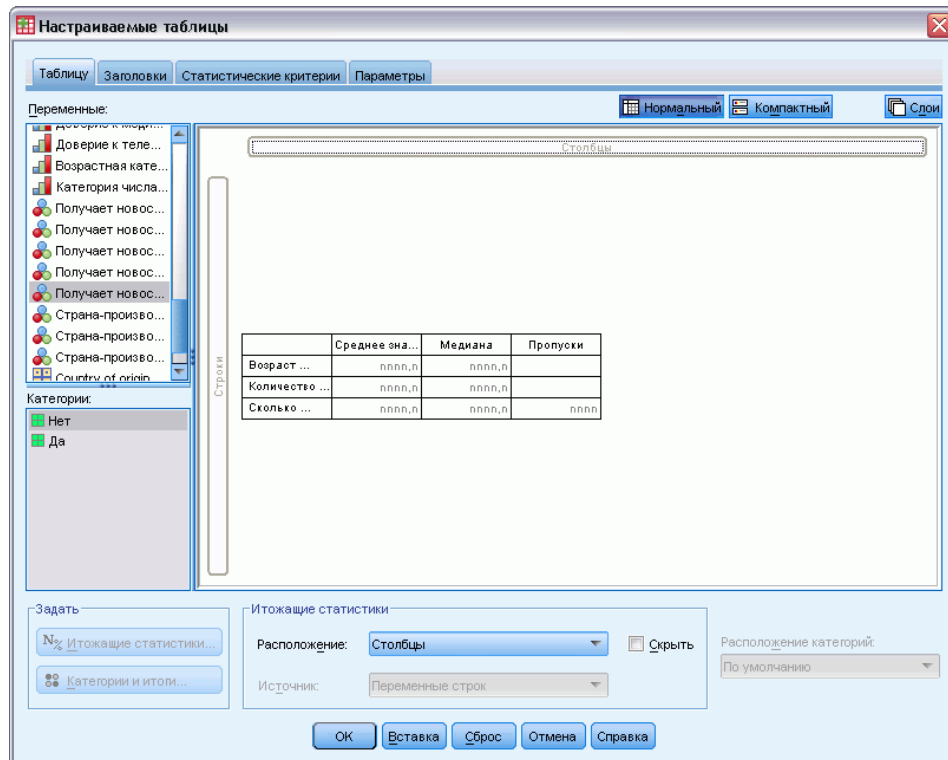 Настраиваемые таблицы
Таблицу Заголовки Статистические критерии Параметры
Переменные:
Нормальный Компактный Слои
Доверие к меди...
Доверие к теле...
Возрастная кате...
Категория числа...
Получает новос...
Получает новос...
Получает новос...
Получает новос...
Получает новос...
Страна-произво...
Страна-произво...
Страна-произво...
Country of origin
Категории:
Нет
Да
Столбцы
Строки
Среднее зна... Медиана Пропуски
Возраст ... nnnn,n nnnn,n
Количество ... nnnn,n nnnn,n
Сколько ... nnnn,n nnnn,n nnnn
Задать
N% Итожащие статистики...
Категории и итоги...
Итожащие статистики
Расположение: Столбцы Скрыть
Источник: Переменные строк
Расположение категорий:
По умолчанию
OK Вставка Сброс Отмена Справка